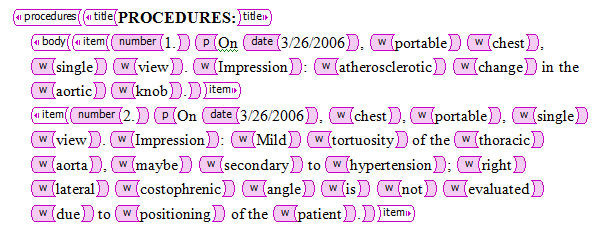 procedures title PROCEDURES: title
body item number 1. p On date 3/26/2006 , w portable w chest ,
w single w view . w Impression : w atherosclerotic w change in the
w aortic w knob . item
item number 2. p On date 3/26/2006 , w chest , w portable , w single
w view . w Impression : w Mild w tortuosity of the w thoracic
w aorta , w maybe w secondary to w hypertension ; w right
w lateral w costophrenic w angle w is w not w evaluated
w due to w positioning of the w patient . item